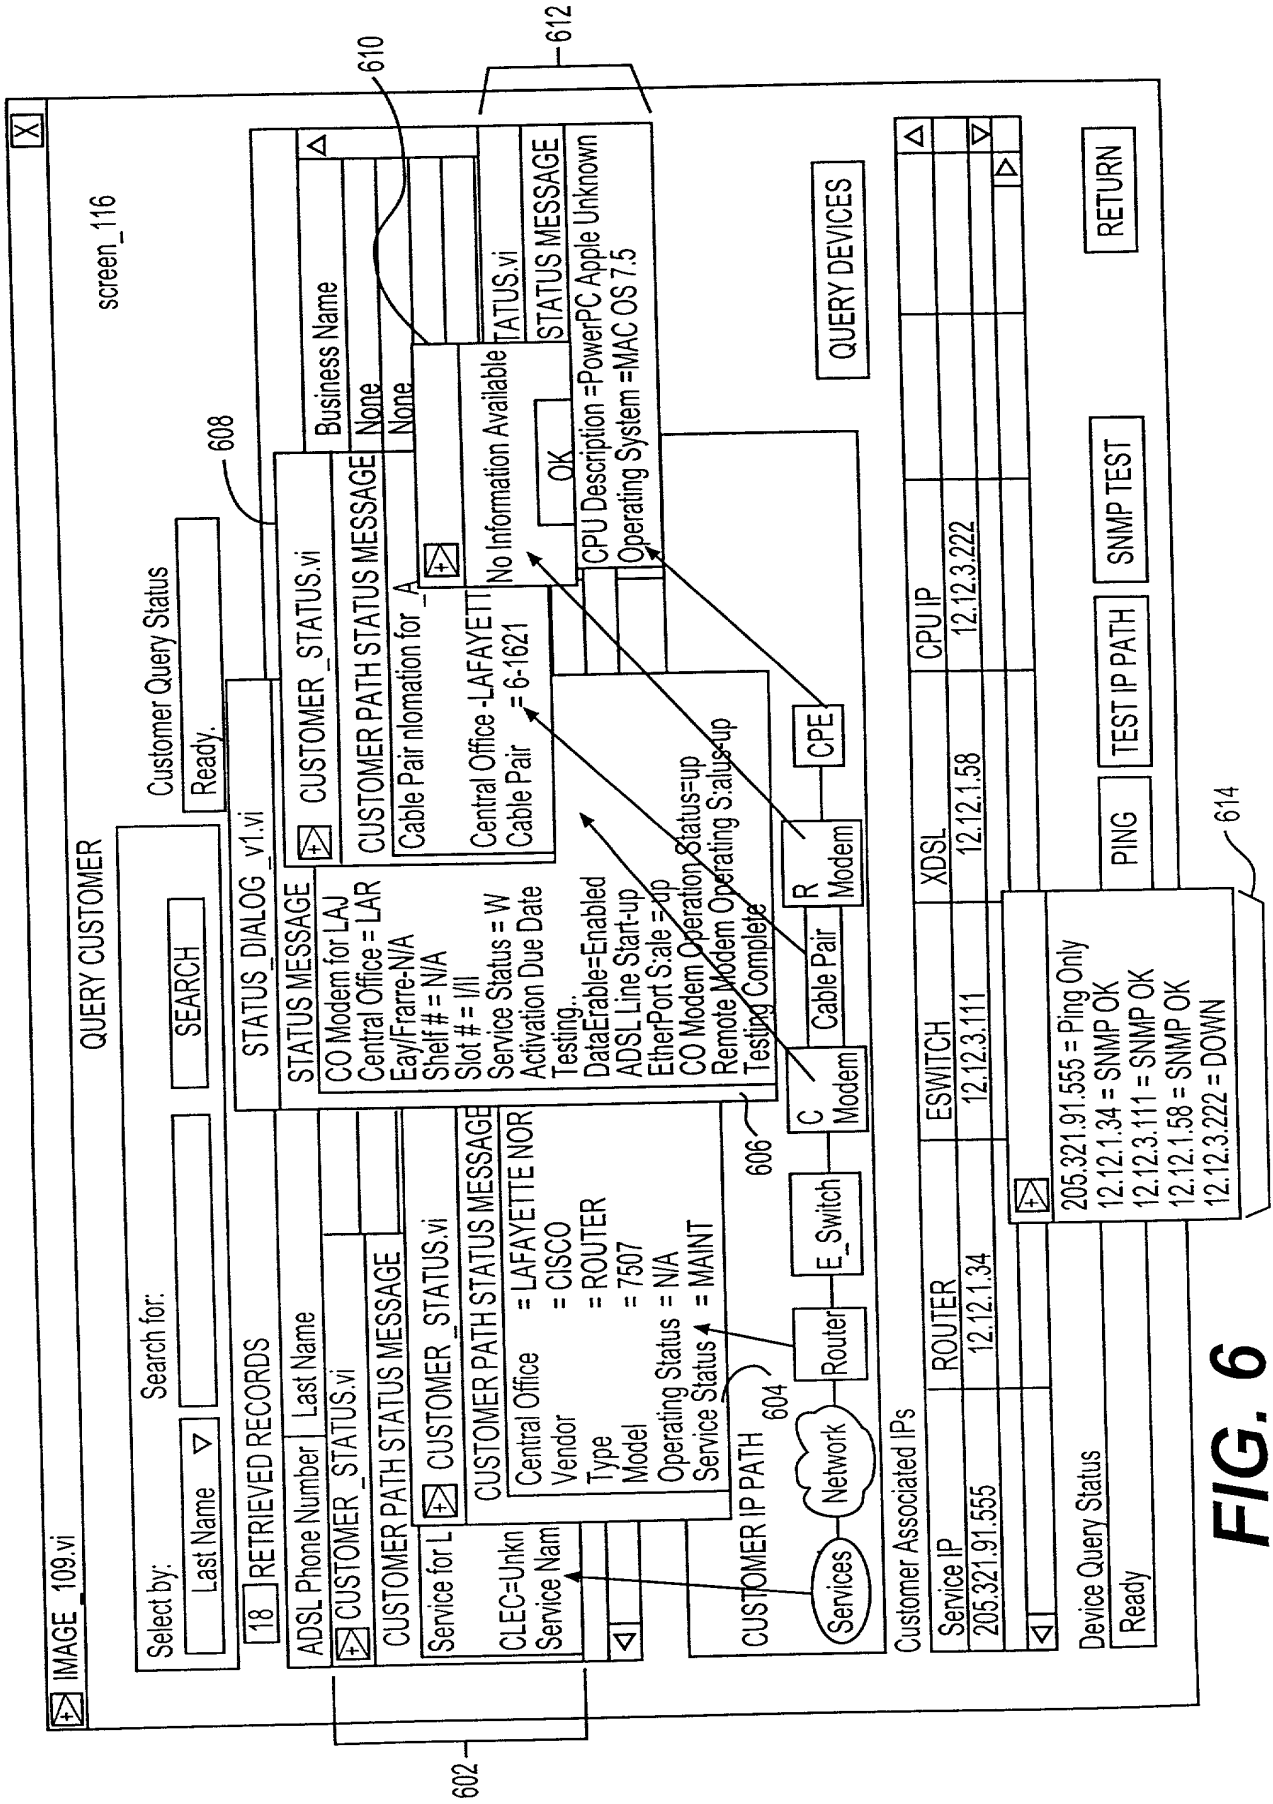 IMAGE_109.vi
X
QUERY CUSTOMER
screen_116
Select by:
Search for:
Last Name
SEARCH
Customer Query Status
Ready.
18 RETRIEVED RECORDS
ADSL Phone Number
Last Name
Business Name
None
None
CUSTOMER_STATUS.vi
CUSTOMER PATH STATUS MESSAGE
Service for L
CLEC=Unkn
Service Nam
602
CUSTOMER_STATUS.vi
CUSTOMER PATH STATUS MESSAGE
Central Office = LAFAYETTE NOR
Vendor = CISCO
Type = ROUTER
Model = 7507
Operating Status = N/A
Service Status = MAINT
604
STATUS_DIALOG_v1.vi
STATUS MESSAGE
CO Modem for LAJ
Central Office = LAR
EayFrarre-N/A
Shelf # = N/A
Slot # = I/II
Service Status = W
Activation Due Date
Testing..
DataErable=Enabled
ADSL Line Start-up
EtherPort S:ale = up
CO Modem Operation Status=up
Remote Modem Operating S:alus-up
Testing Complete
606
CUSTOMER_STATUS.vi
CUSTOMER PATH STATUS MESSAGE
Cable Pair nlomation for _A
Central Office -LAFAYETT
Cable Pair = 6-1621
608
No Information Available
OK
610
TATUS.vi
STATUS MESSAGE
CPU Description =PowerPC Apple Unknown
Operating System =MAC OS 7.5
612
CUSTOMER IP PATH
Services
Network
Router
E_Switch
C
Modem
Cable Pair
R
Modem
CPE
QUERY DEVICES
Customer Associated IPs
Service IP ROUTER ESWITCH XDSL CPU IP
205.321.91.555 12.12.1.34 12.12.3.111 12.12.1.58 12.12.3.222
Device Query Status
Ready
205.321.91.555 = Ping Only
12.12.1.34 = SNMP OK
12.12.3.111 = SNMP OK
12.12.1.58 = SNMP OK
12.12.3.222 = DOWN
614
PING
TEST IP PATH
SNMP TEST
RETURN
FIG. 6